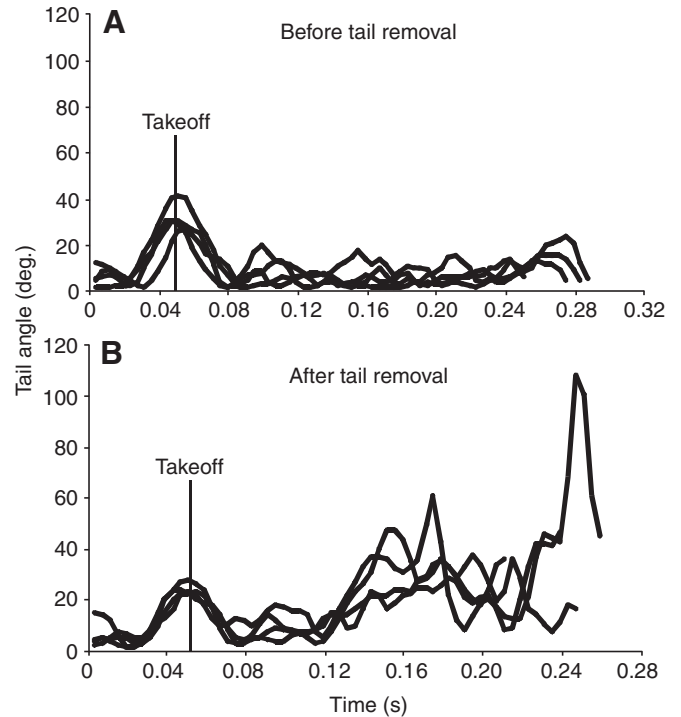 A
Before tail removal
Takeoff
120
100
80
60
40
20
0
0 0.04 0.08 0.12 0.16 0.20 0.24 0.28 0.32
Tail angle (deg.)
B
After tail removal
Takeoff
120
100
80
60
40
20
0
0 0.04 0.08 0.12 0.16 0.20 0.24 0.28
Time (s)